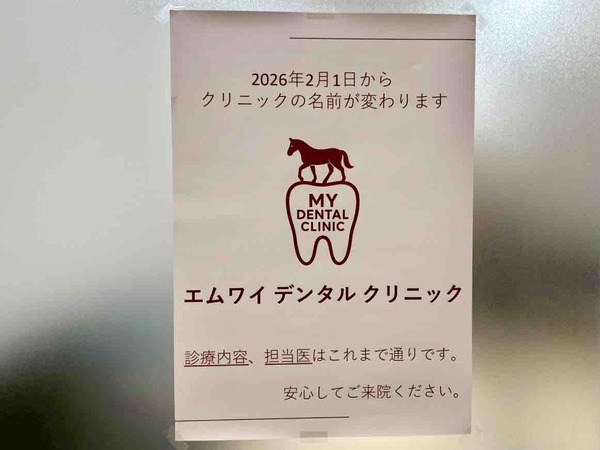 2026年2月1日から
クリニックの名前が変わります
MY
DENTAL
CLINIC
エムワイ デンタル クリニック
診療内容、担当医はこれまで通りです。
安心してご来院ください。